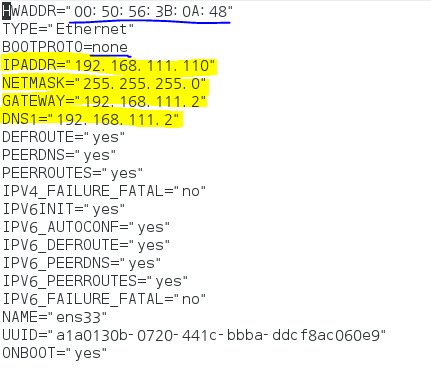 HWADDR="00:50:56:3B:0A:48"
TYPE="Ethernet"
BOOTPROTO=none
IPADDR="192.168.111.110"
NETMASK="255.255.255.0"
GATEWAY="192.168.111.2"
DNS1="192.168.111.2"
DEFROUTE="yes"
PEERDNS="yes"
PEERROUTES="yes"
IPV4_FAILURE_FATAL="no"
IPV6INIT="yes"
IPV6_AUTOCONF="yes"
IPV6_DEFROUTE="yes"
IPV6_PEERDNS="yes"
IPV6_PEERROUTES="yes"
IPV6_FAILURE_FATAL="no"
NAME="ens33"
UUID="a1a0130b-0720-441c-bbba-ddcf8ac060e9"
ONBOOT="yes"